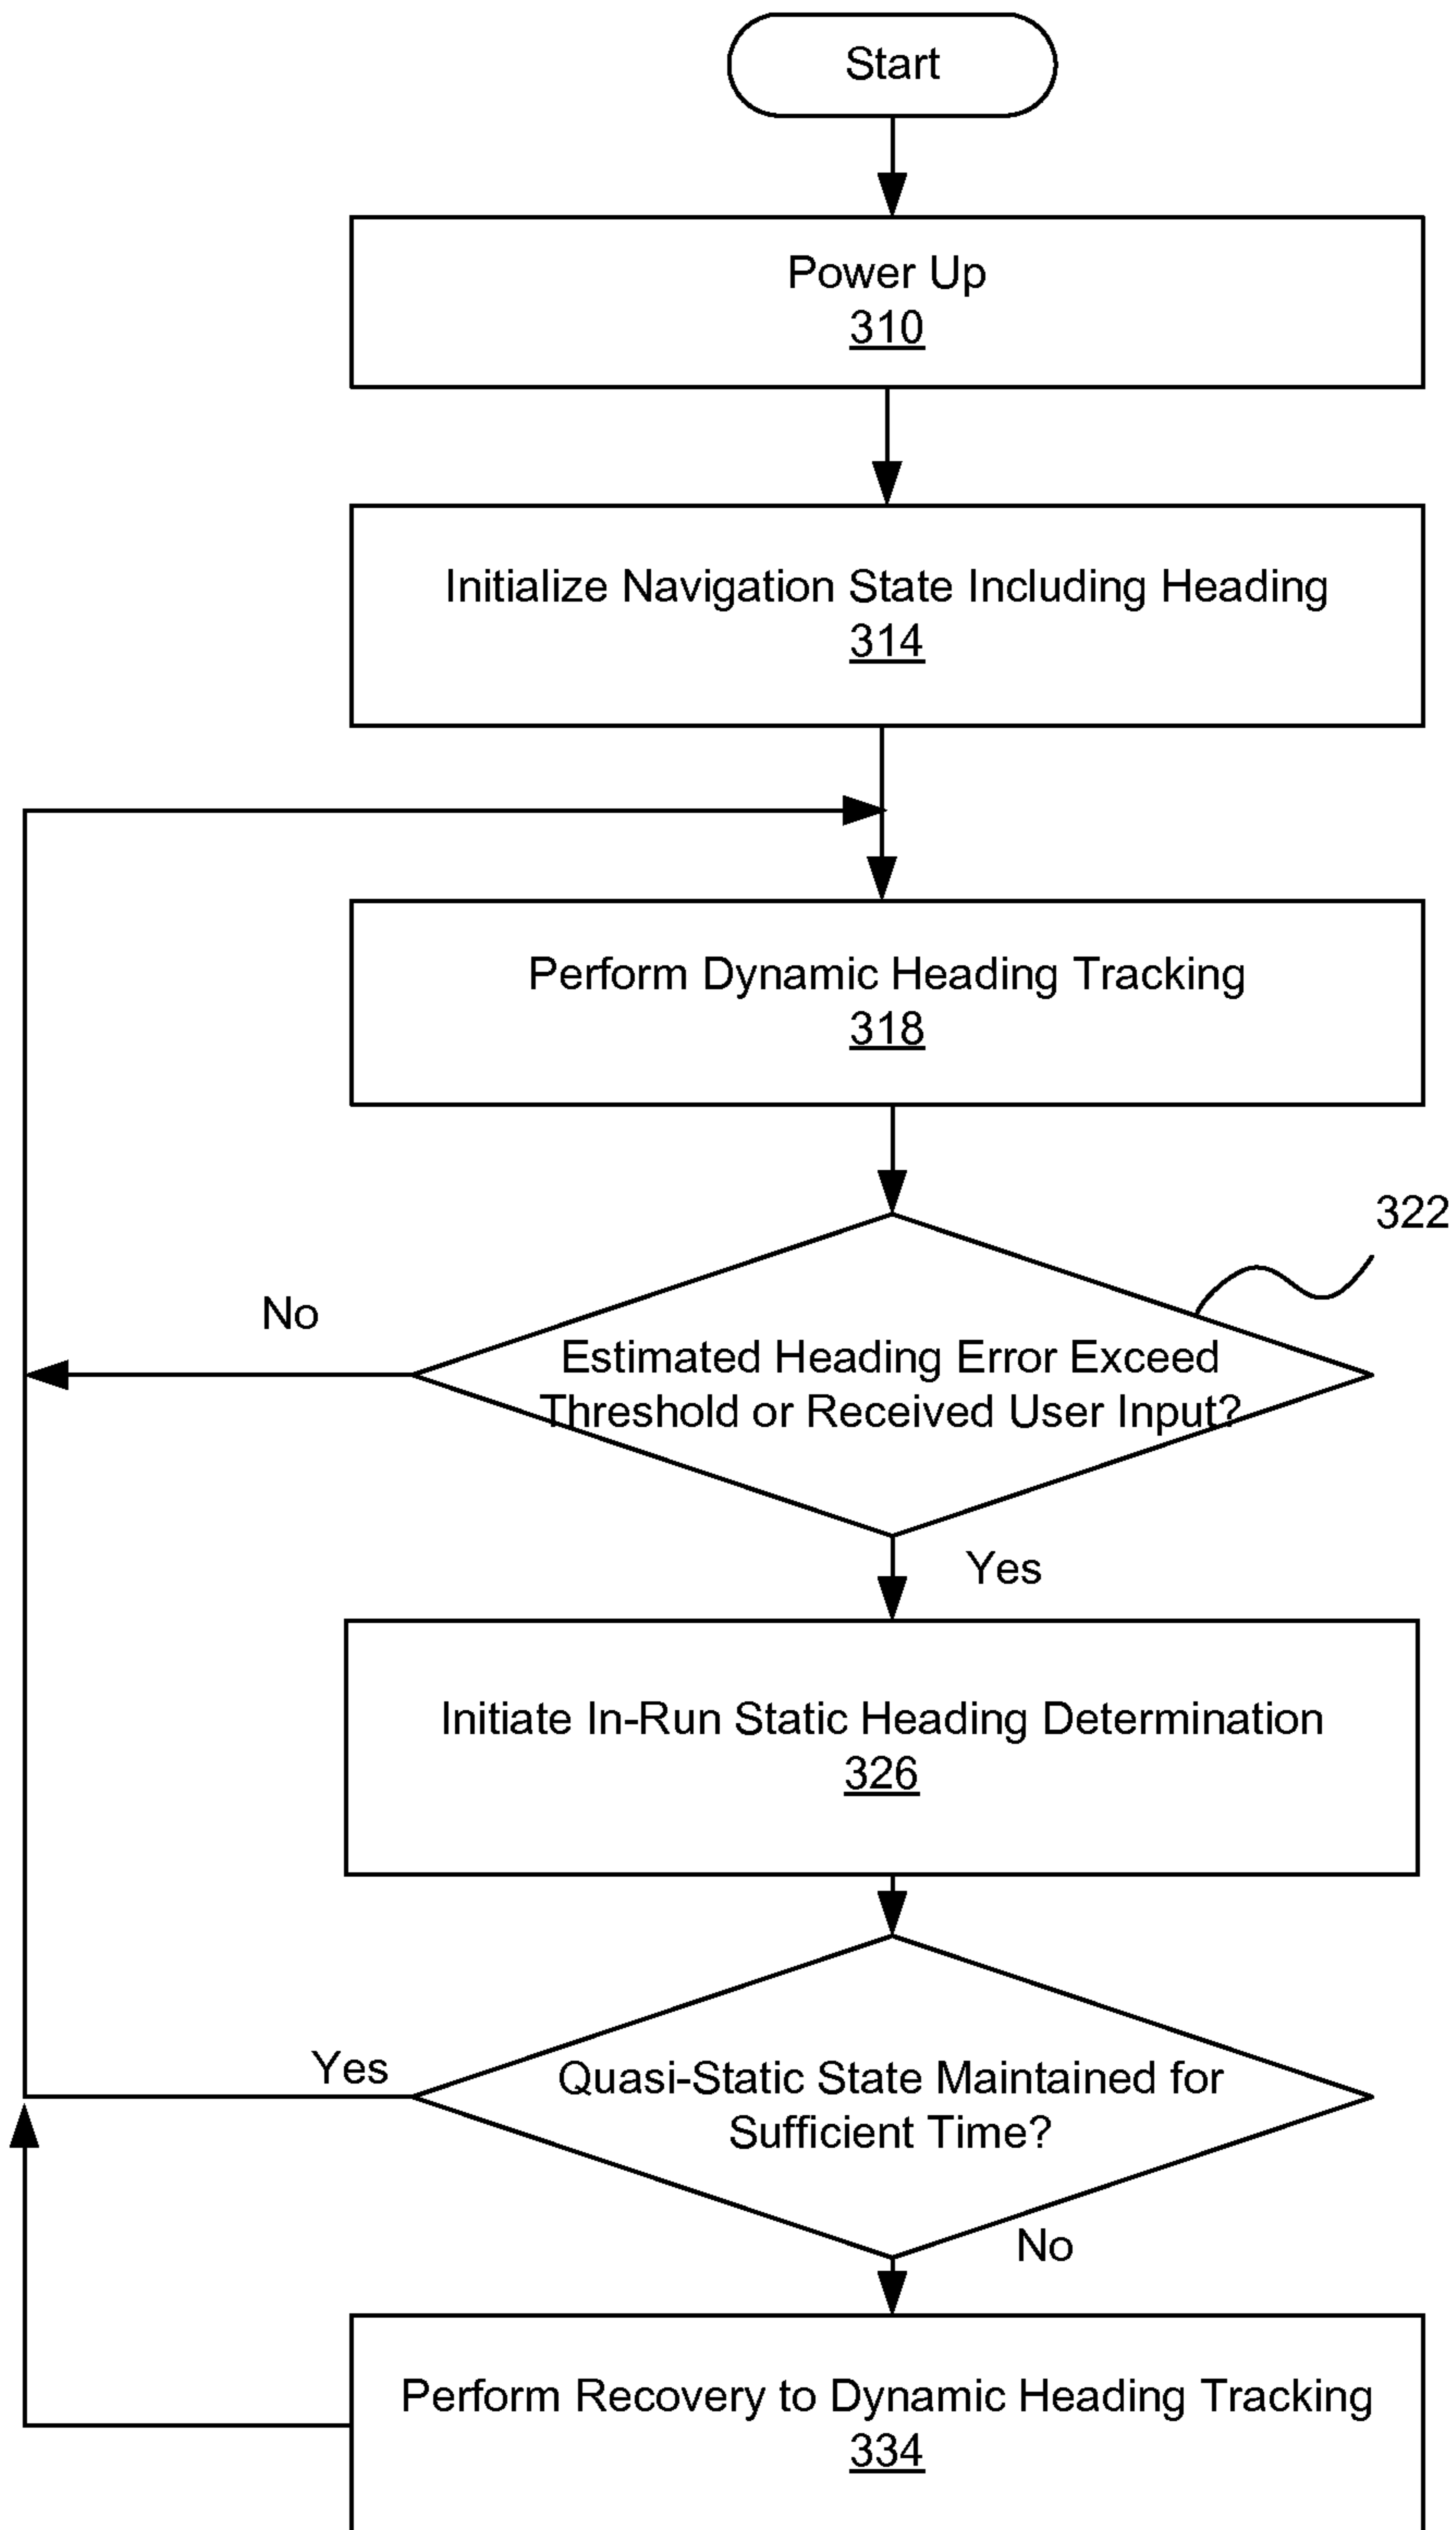 Start
Power Up
310
Initialize Navigation State Including Heading
314
Perform Dynamic Heading Tracking
318
322
No
Estimated Heading Error Exceed
Threshold or Received User Input?
Yes
Initiate In-Run Static Heading Determination
326
Yes
Quasi-Static State Maintained for
Sufficient Time?
No
Perform Recovery to Dynamic Heading Tracking
334